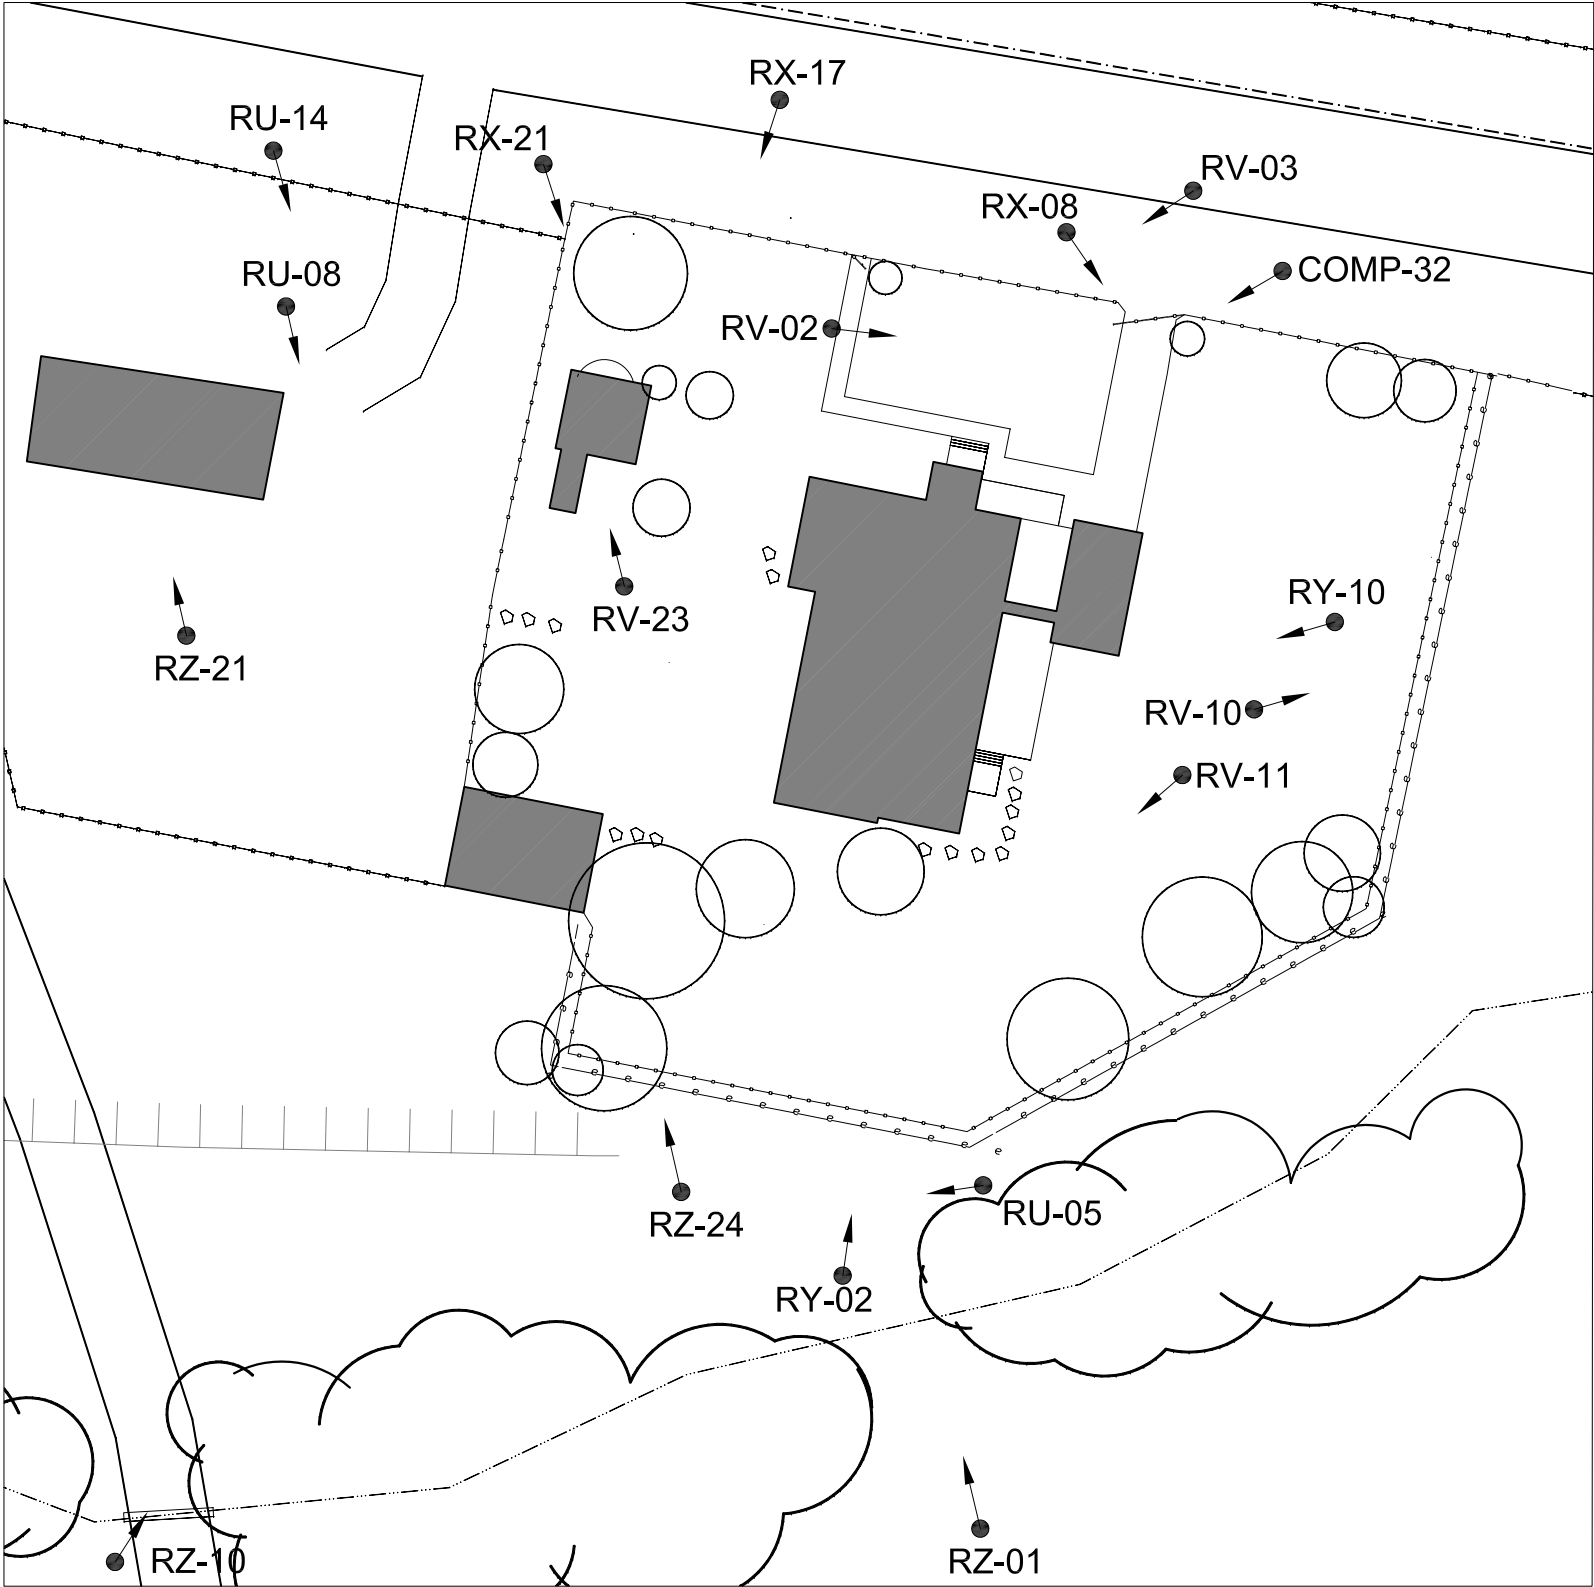 RX-17
RU-14
RX-21
RV-03
RX-08
RU-08
COMP-32
RV-02
RY-10
RV-23
RZ-21
RV-10
RV-11
RU-05
RZ-24
RY-02
RZ-10
RZ-01